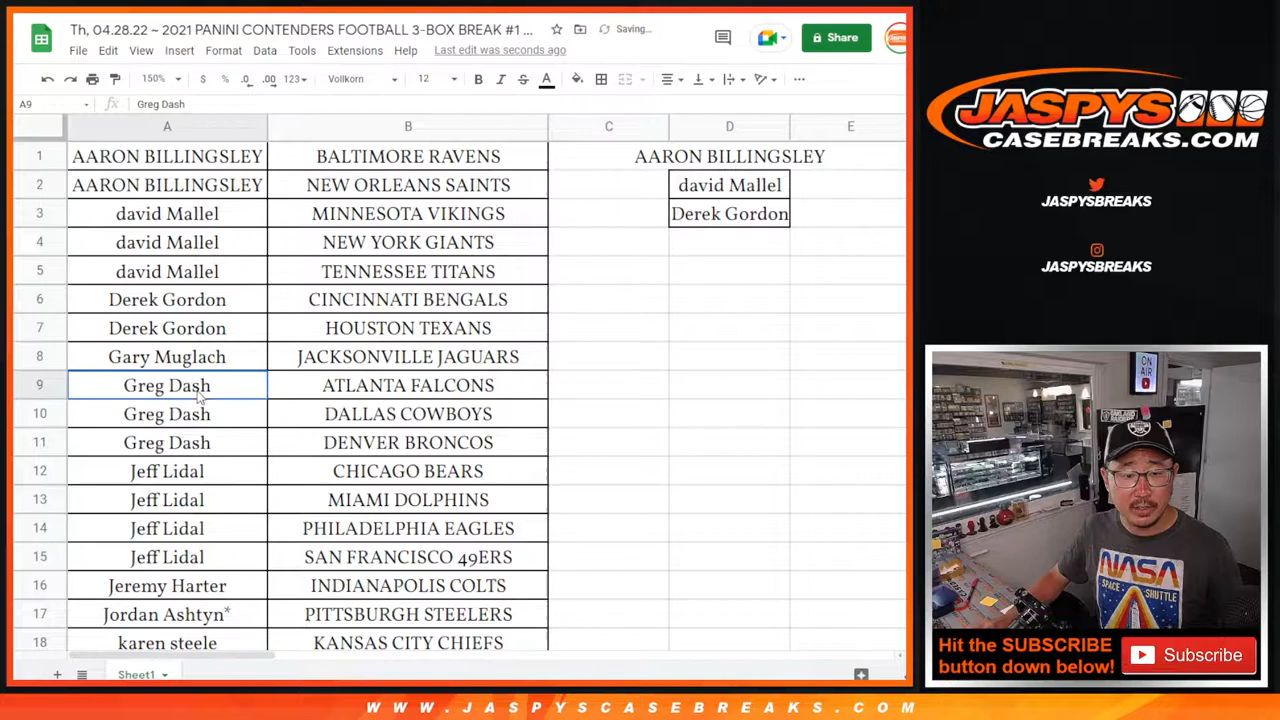 Th, 04.28.22 ~ 2021 PANINI CONTENDERS FOOTBALL 3-BOX BREAK #1 ...
Saving...
File Edit View Insert Format Data Tools Extensions Help Last edit was seconds ago
Share
150% $ % .0 .00 123 Vollkorn 12 B I S A
A9 fx Greg Dash
A B C D E
1 AARON BILLINGSLEY BALTIMORE RAVENS AARON BILLINGSLEY
2 AARON BILLINGSLEY NEW ORLEANS SAINTS david Mallel
3 david Mallel MINNESOTA VIKINGS Derek Gordon
4 david Mallel NEW YORK GIANTS
5 david Mallel TENNESSEE TITANS
6 Derek Gordon CINCINNATI BENGALS
7 Derek Gordon HOUSTON TEXANS
8 Gary Muglach JACKSONVILLE JAGUARS
9 Greg Dash ATLANTA FALCONS
10 Greg Dash DALLAS COWBOYS
11 Greg Dash DENVER BRONCOS
12 Jeff Lidal CHICAGO BEARS
13 Jeff Lidal MIAMI DOLPHINS
14 Jeff Lidal PHILADELPHIA EAGLES
15 Jeff Lidal SAN FRANCISCO 49ERS
16 Jeremy Harter INDIANAPOLIS COLTS
17 Jordan Ashtyn* PITTSBURGH STEELERS
18 karen steele KANSAS CITY CHIEFS
Sheet1
JASPYS
CASEBREAKS.COM
JASPYSBREAKS
JASPYSBREAKS
ON
AIR
NASA
SPACE SHUTTLE
Hit the SUBSCRIBE
button down below!
Subscribe
WWW.JASPYSCASEBREAKS.COM